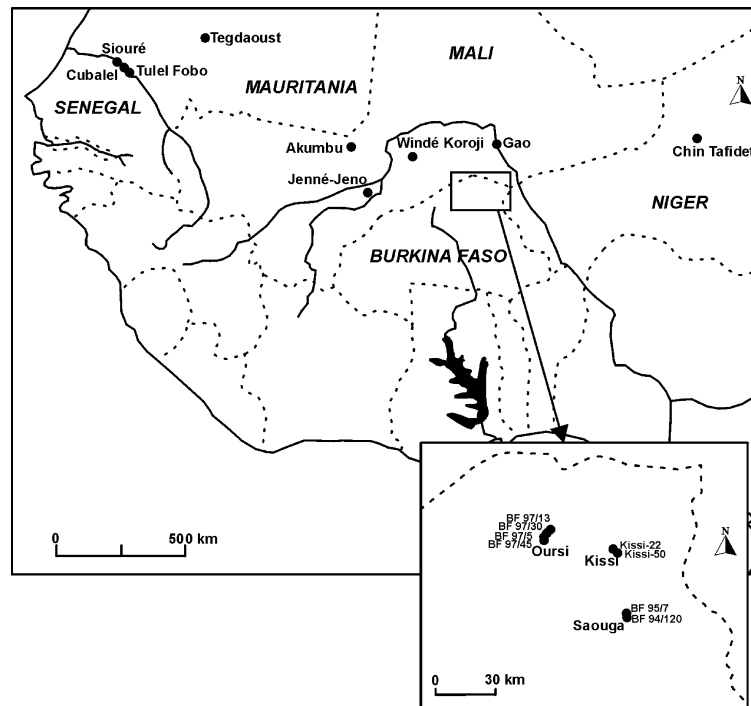 Tegdaoust
Siouré
Cubalel
Tulel Fobo
MALI
MAURITANIA
SENEGAL
N
Akumbu
Windé Koroji
Gao
Chin Tafidet
Jenné-Jeno
NIGER
BURKINA FASO
0 500 km
BF 97/13
BF 97/30
BF 97/5
BF 97/45
Oursi
Kissi-22
Kissi-50
Kissi
N
BF 95/7
BF 94/120
Saouga
0 30 km